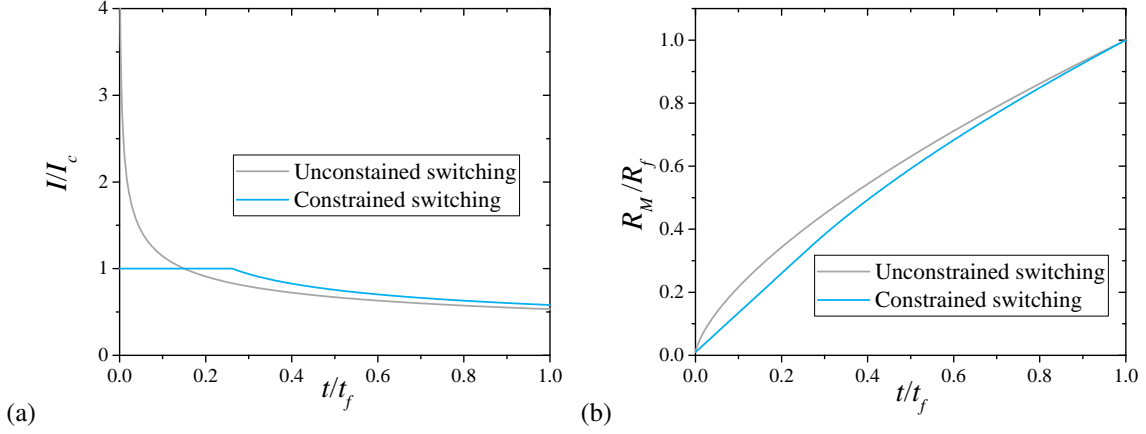 4
3
2
1
0
I/I_c
Unconstained switching
Constrained switching
0.0 0.2 0.4 0.6 0.8 1.0
t/t_f
(a)
1.0
0.8
0.6
0.4
0.2
0.0
R_M/R_f
Unconstrained switching
Constrained switching
0.0 0.2 0.4 0.6 0.8 1.0
t/t_f
(b)